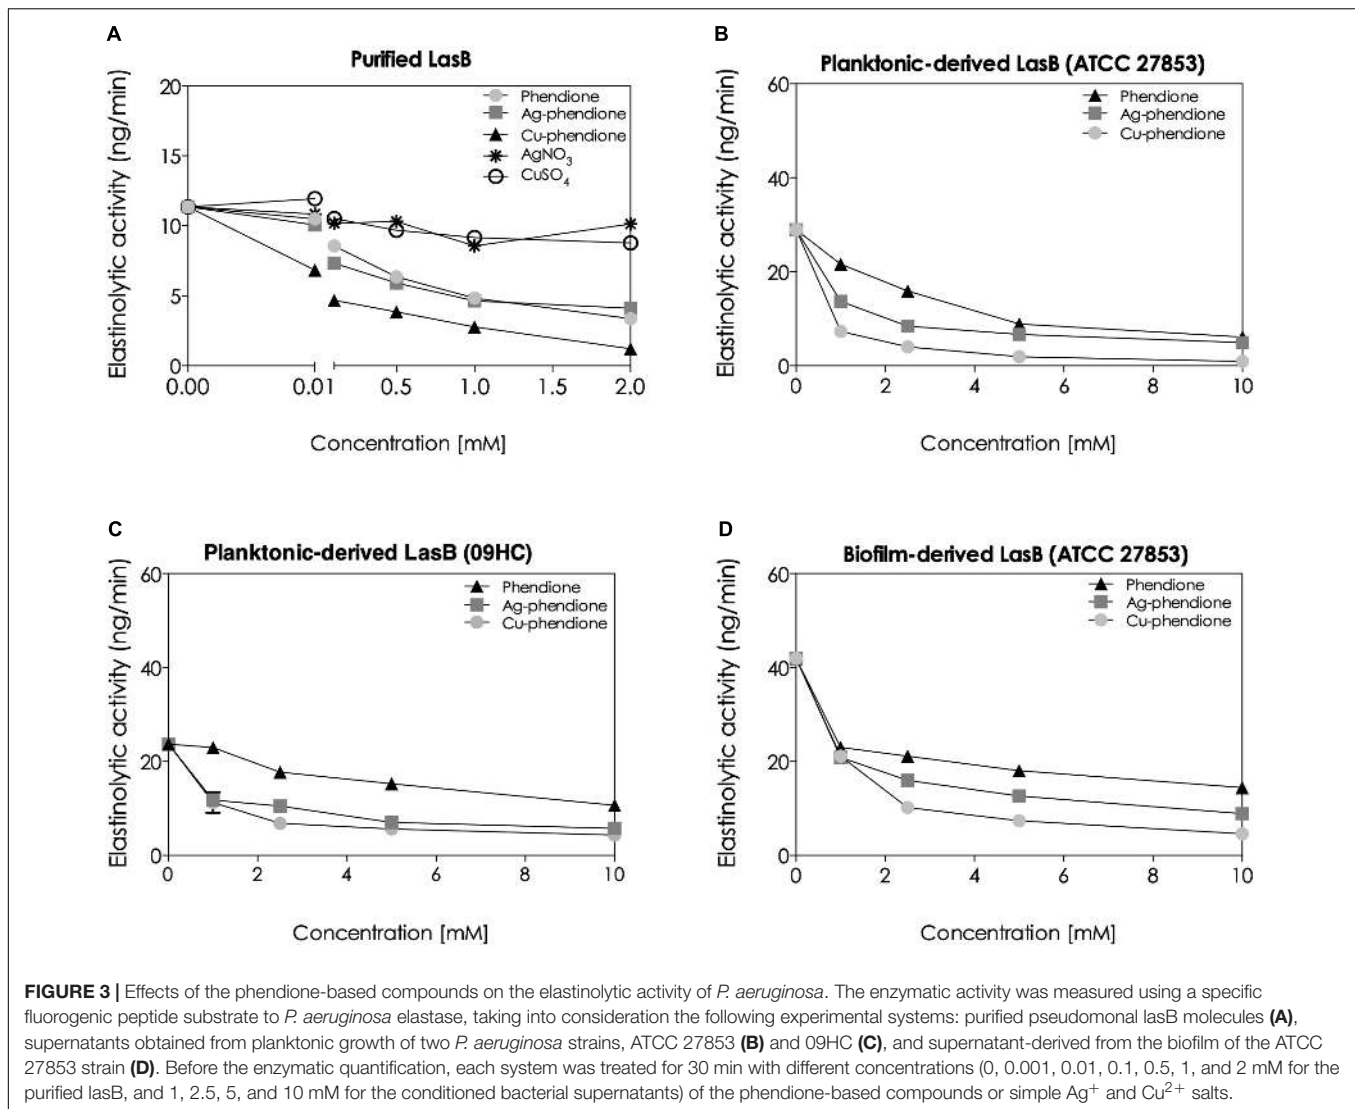 A
Purified LasB
Elastinolytic activity (ng/min)
20
15
10
5
0
Phendione
Ag-phendione
Cu-phendione
AgNO3
CuSO4
0.00 0.01 0.5 1.0 1.5 2.0
Concentration [mM]
B
Planktonic-derived LasB (ATCC 27853)
Elastinolytic activity (ng/min)
60
40
20
0
Phendione
Ag-phendione
Cu-phendione
0 2 4 6 8 10
Concentration [mM]
C
Planktonic-derived LasB (09HC)
Elastinolytic activity (ng/min)
60
40
20
0
Phendione
Ag-phendione
Cu-phendione
0 2 4 6 8 10
Concentration [mM]
D
Biofilm-derived LasB (ATCC 27853)
Elastinolytic activity (ng/min)
60
40
20
0
Phendione
Ag-phendione
Cu-phendione
0 2 4 6 8 10
Concentration [mM]
FIGURE 3 | Effects of the phendione-based compounds on the elastinolytic activity of P. aeruginosa. The enzymatic activity was measured using a specific
fluorogenic peptide substrate to P. aeruginosa elastase, taking into consideration the following experimental systems: purified pseudomonal lasB molecules (A),
supernatants obtained from planktonic growth of two P. aeruginosa strains, ATCC 27853 (B) and 09HC (C), and supernatant-derived from the biofilm of the ATCC
27853 strain (D). Before the enzymatic quantification, each system was treated for 30 min with different concentrations (0, 0.001, 0.01, 0.1, 0.5, 1, and 2 mM for the
purified lasB, and 1, 2.5, 5, and 10 mM for the conditioned bacterial supernatants) of the phendione-based compounds or simple Ag+ and Cu2+ salts.